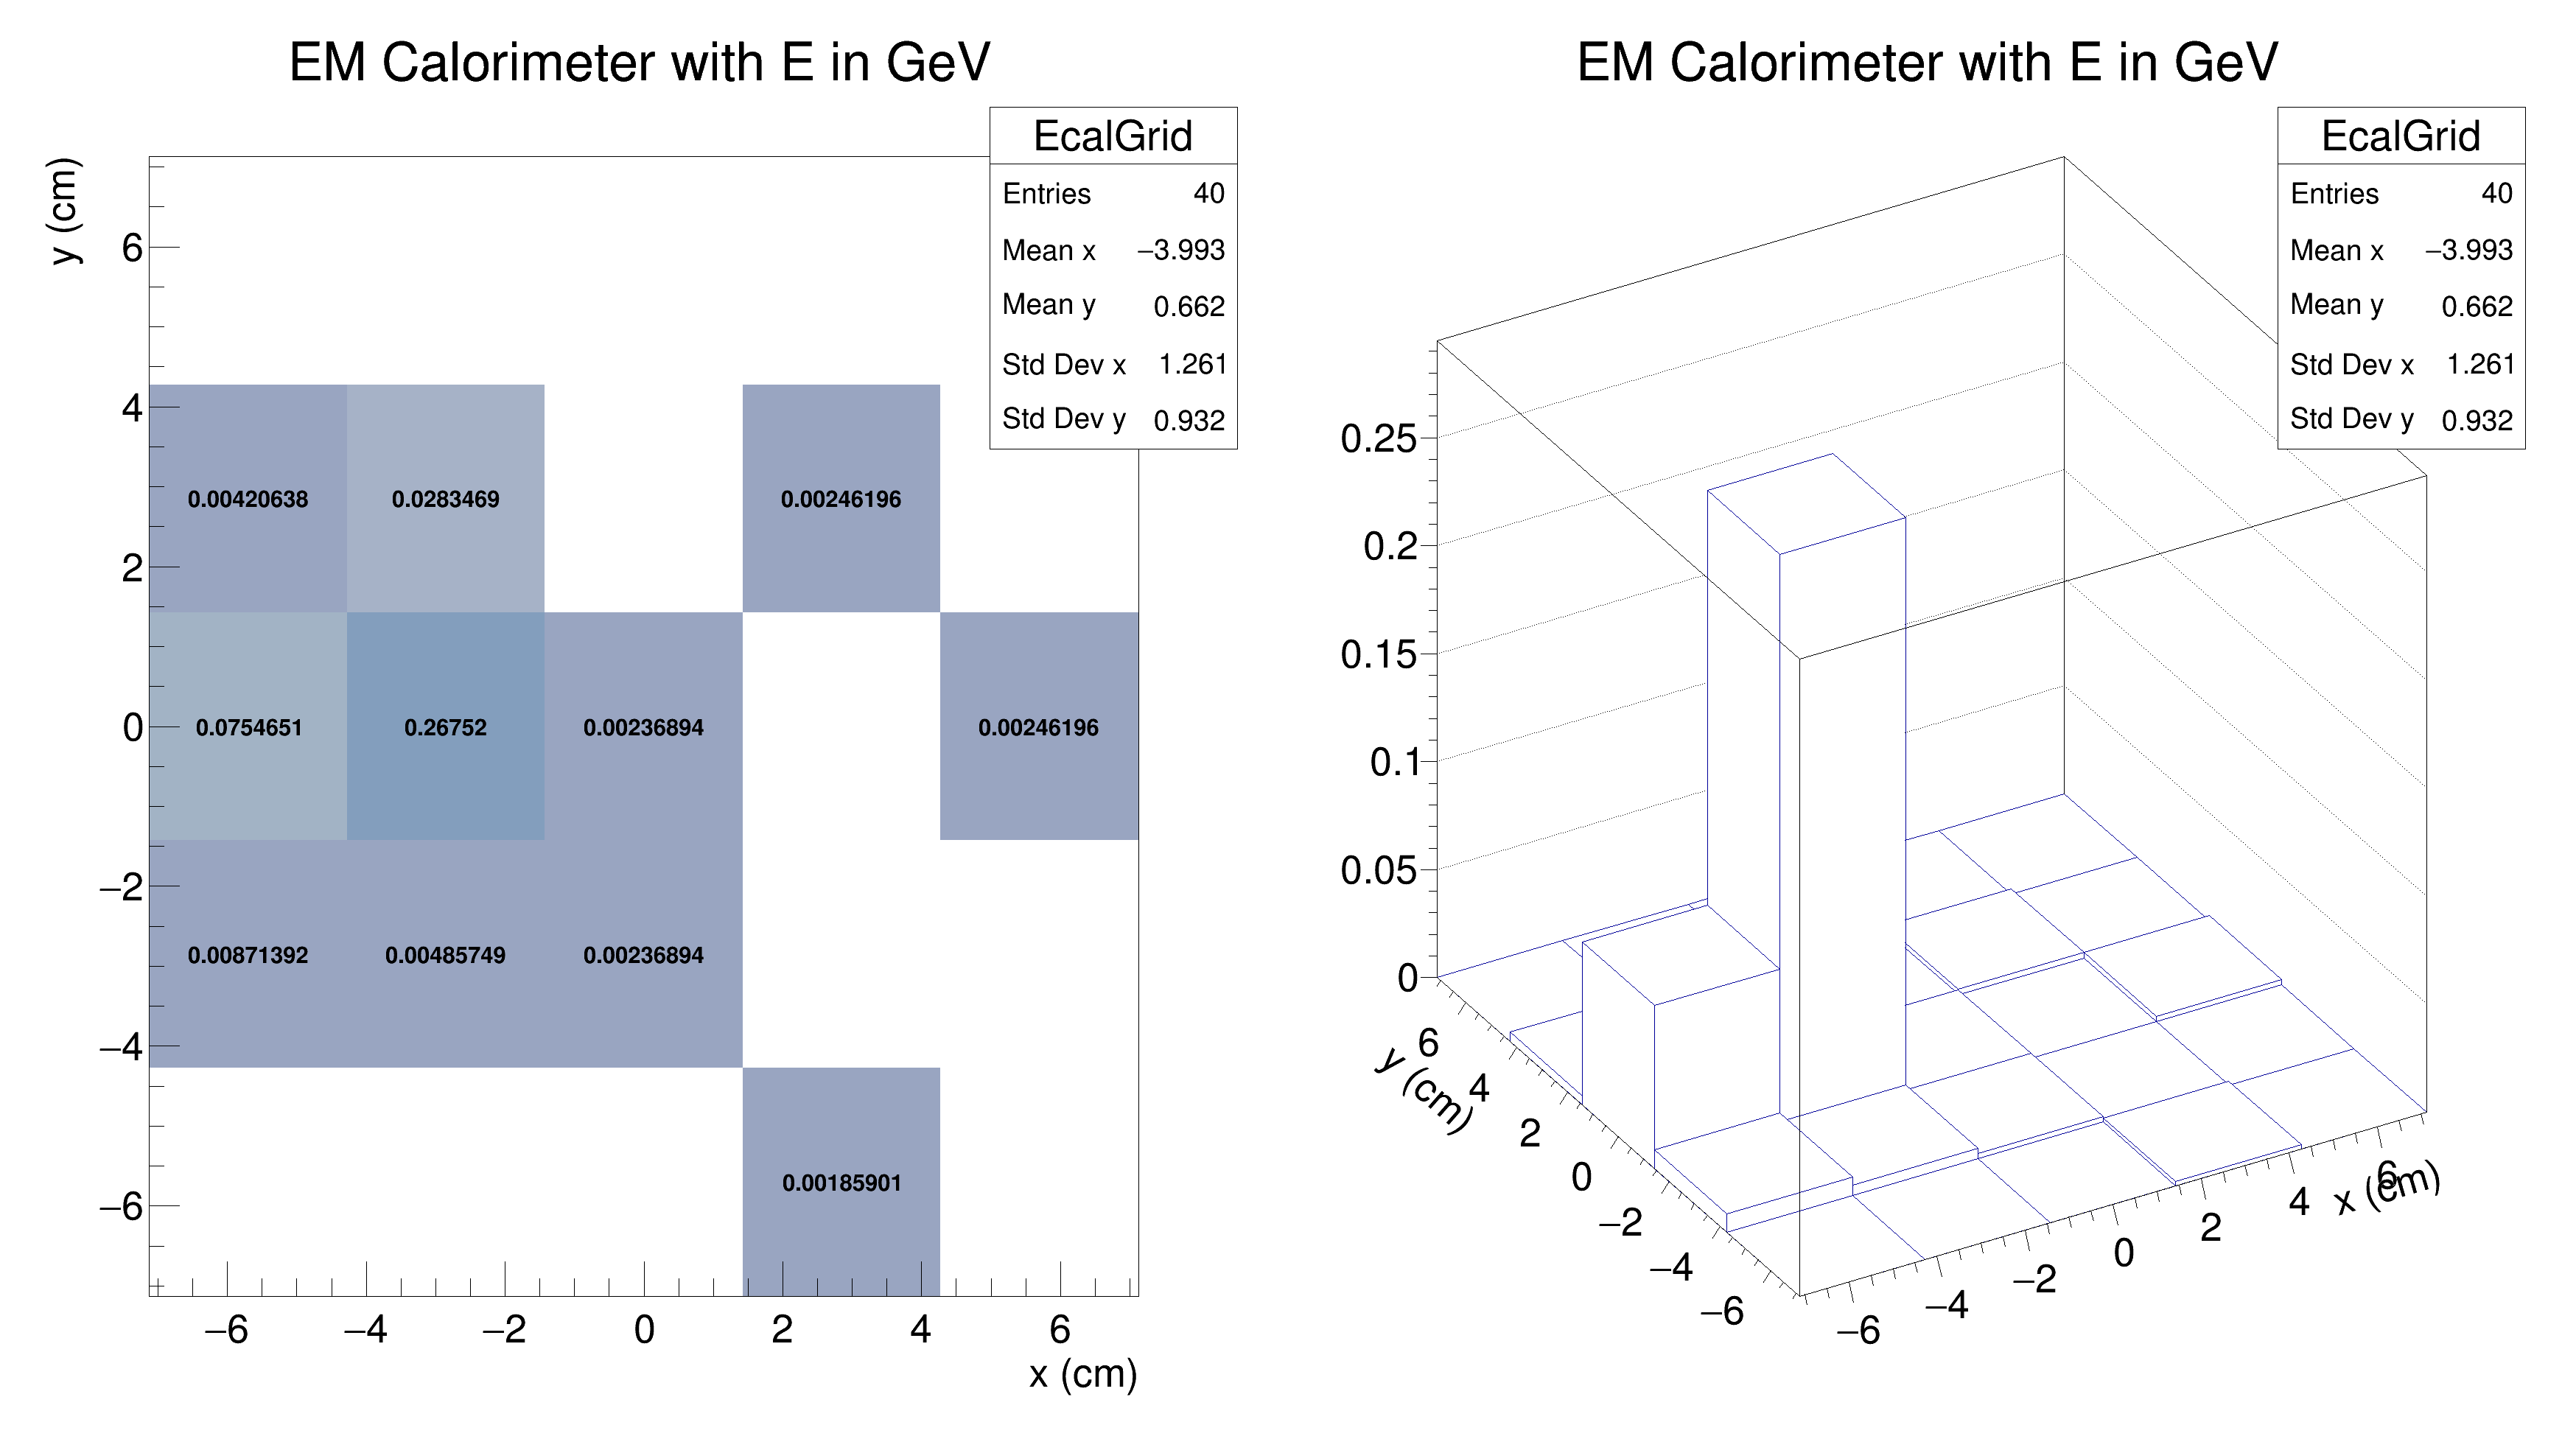 EM Calorimeter with E in GeV
EcalGrid
Entries 40
Mean x −3.993
Mean y 0.662
Std Dev x 1.261
Std Dev y 0.932
y (cm)
6
4
2
0
−2
−4
−6
0.00420638 0.0283469 0.00246196
0.0754651 0.26752 0.00236894 0.00246196
0.00871392 0.00485749 0.00236894
0.00185901
−6 −4 −2 0 2 4 6
x (cm)
EM Calorimeter with E in GeV
EcalGrid
Entries 40
Mean x −3.993
Mean y 0.662
Std Dev x 1.261
Std Dev y 0.932
0.25
0.2
0.15
0.1
0.05
0
y (cm)
6
4
2
0
−2
−4
−6
−6
−4
−2
0
2
4
6
x (cm)